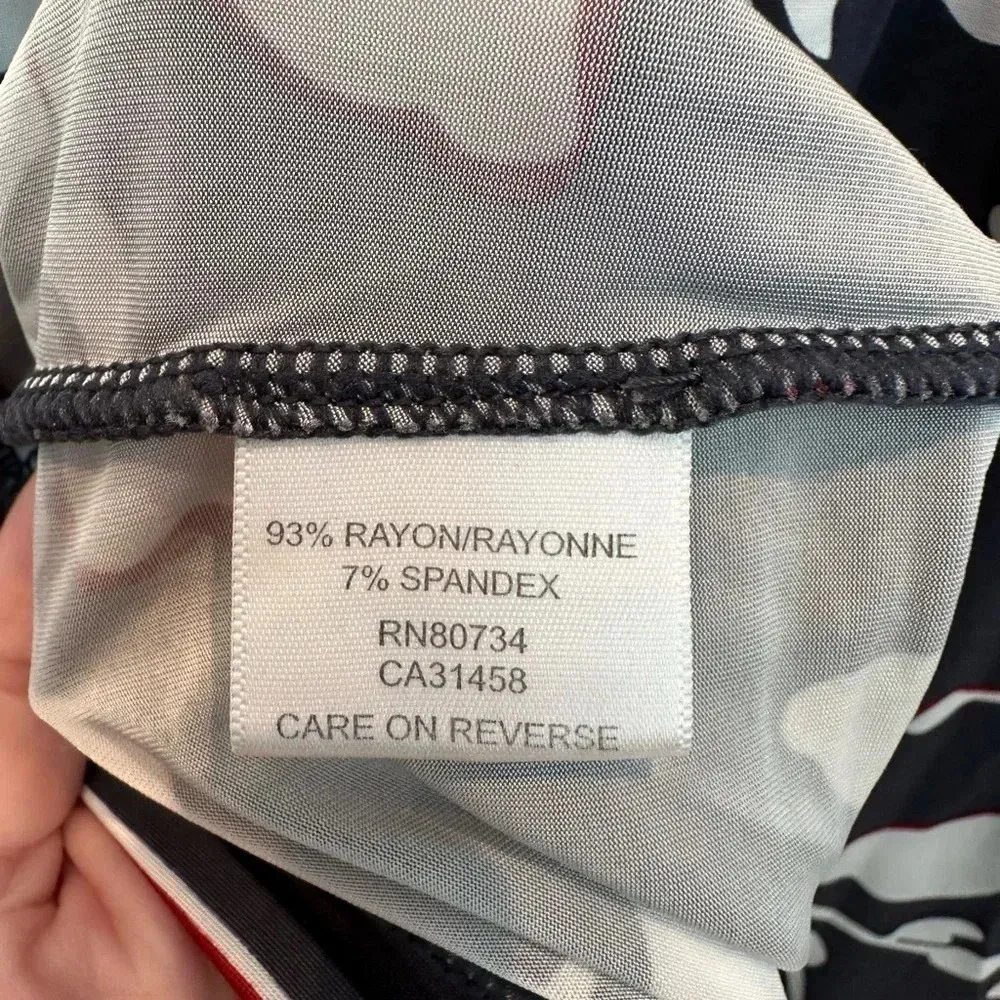 93% RAYON/RAYONNE
7% SPANDEX
RN80734
CA31458
CARE ON REVERSE